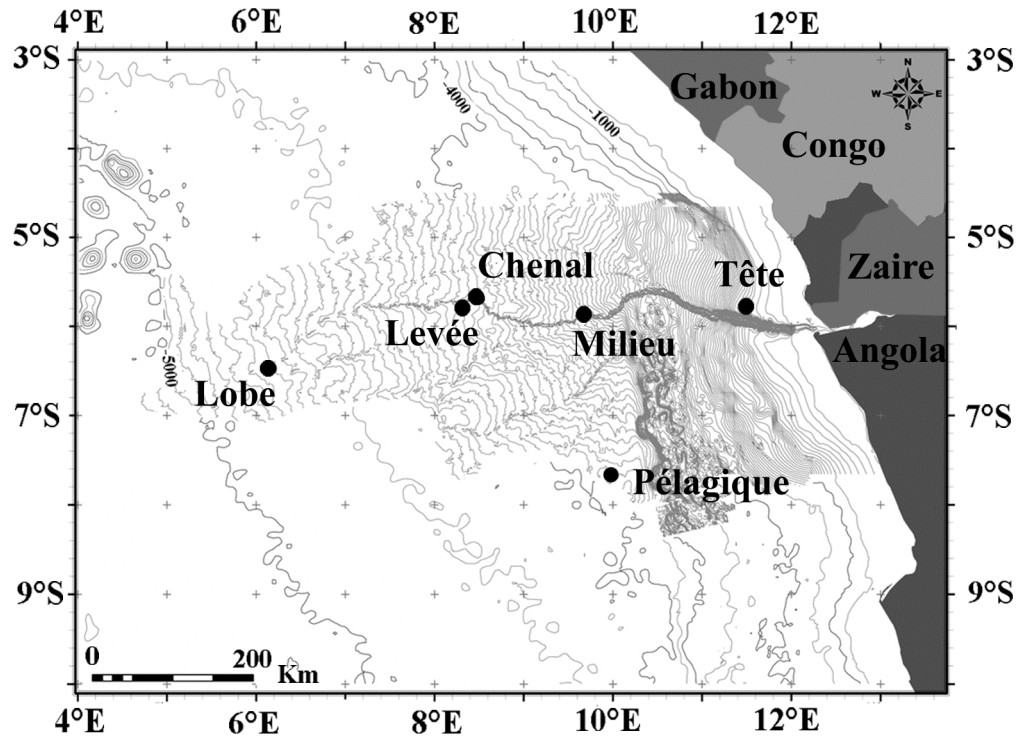 4°E 6°E 8°E 10°E 12°E
3°S 3°S
-4000
-1000
Gabon
N
W E
S
Congo
5°S 5°S
Chenal
Tête
Zaire
Levée
Milieu
Angola
-5000
Lobe
7°S 7°S
Pélagique
9°S 9°S
0 200 Km
4°E 6°E 8°E 10°E 12°E